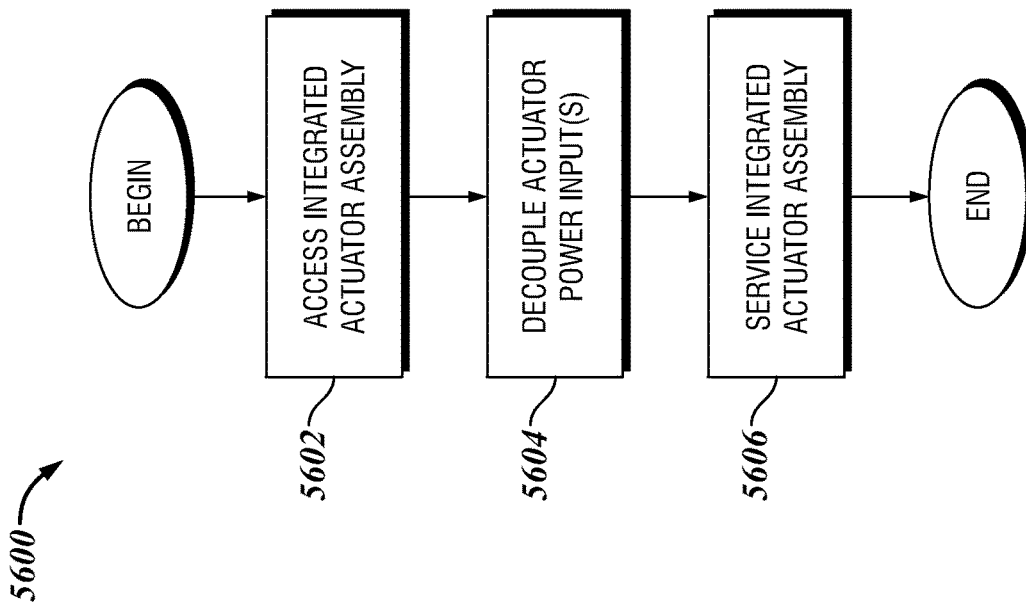 5600
BEGIN
5602
ACCESS INTEGRATED
ACTUATOR ASSEMBLY
5604
DECOUPLE ACTUATOR
POWER INPUT(S)
5606
SERVICE INTEGRATED
ACTUATOR ASSEMBLY
END